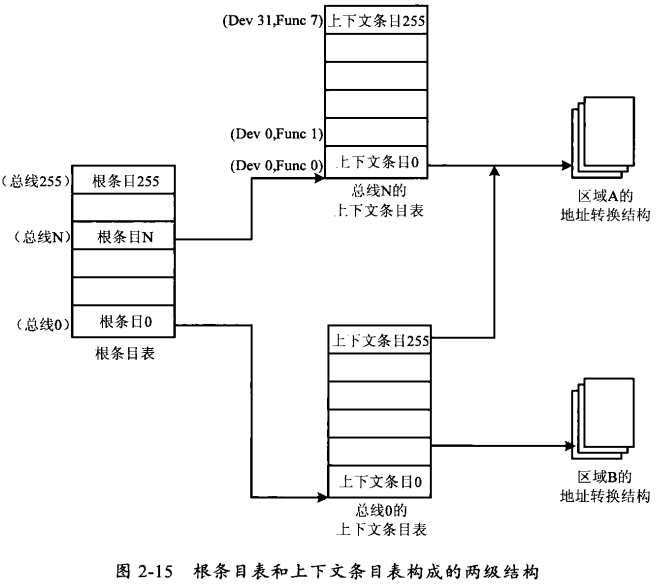 (Dev 31,Func 7)
上下文条目255
(Dev 0,Func 1)
(Dev 0,Func 0)
上下文条目0
总线N的
上下文条目表
区域A的
地址转换结构
(总线255)
根条目255
(总线N)
根条目N
(总线0)
根条目0
根条目表
上下文条目255
上下文条目0
总线0的
上下文条目表
区域B的
地址转换结构
图 2-15 根条目表和上下文条目表构成的两级结构